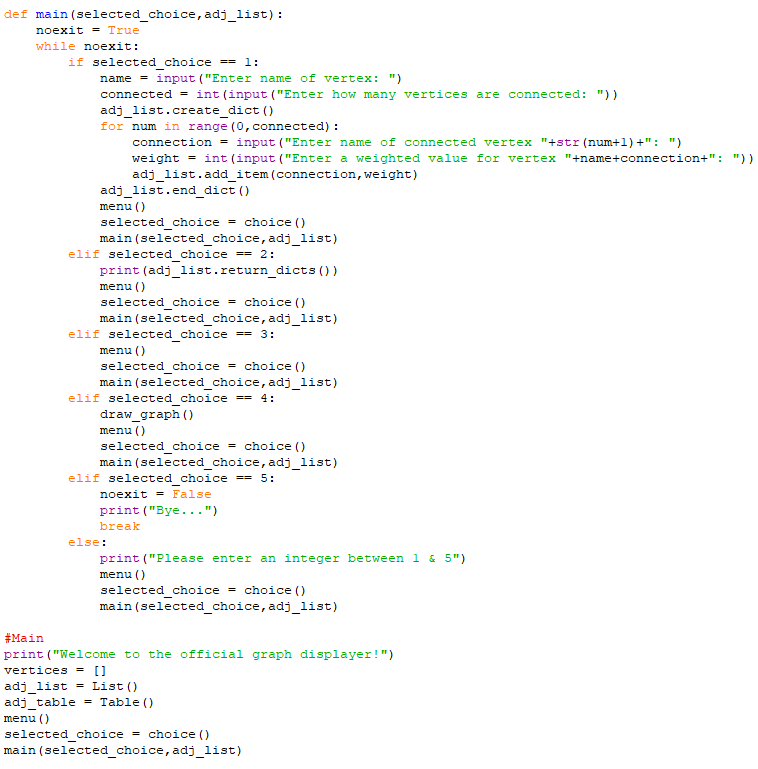 def main(selected_choice,adj_list):
    noexit = True
    while noexit:
        if selected_choice == 1:
            name = input("Enter name of vertex: ")
            connected = int(input("Enter how many vertices are connected: "))
            adj_list.create_dict()
            for num in range(0,connected):
                connection = input("Enter name of connected vertex "+str(num+1)+": ")
                weight = int(input("Enter a weighted value for vertex "+name+connection+": "))
                adj_list.add_item(connection,weight)
            adj_list.end_dict()
            menu()
            selected_choice = choice()
            main(selected_choice,adj_list)
        elif selected_choice == 2:
            print(adj_list.return_dicts())
            menu()
            selected_choice = choice()
            main(selected_choice,adj_list)
        elif selected_choice == 3:
            menu()
            selected_choice = choice()
            main(selected_choice,adj_list)
        elif selected_choice == 4:
            draw_graph()
            menu()
            selected_choice = choice()
            main(selected_choice,adj_list)
        elif selected_choice == 5:
            noexit = False
            print("Bye...")
            break
        else:
            print("Please enter an integer between 1 & 5")
            menu()
            selected_choice = choice()
            main(selected_choice,adj_list)

#Main
print("Welcome to the official graph displayer!")
vertices = []
adj_list = List()
adj_table = Table()
menu()
selected_choice = choice()
main(selected_choice,adj_list)